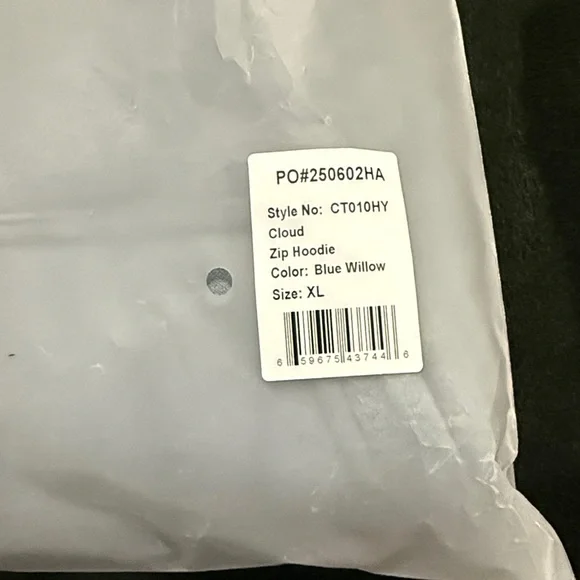 PO#250602HA
Style No: CT010HY
Cloud
Zip Hoodie
Color: Blue Willow
Size: XL
6 59675 43744 6